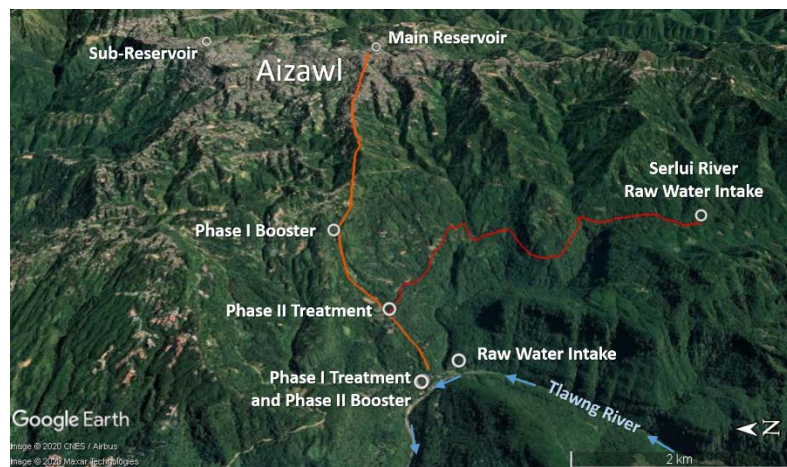 Main Reservoir
Sub-Reservoir
Aizawl
Serlui River
Raw Water Intake
Phase I Booster
Phase II Treatment
Raw Water Intake
Phase I Treatment
and Phase II Booster
Tlawng River
Google Earth
N
Image © 2020 CNES / Airbus
Image © 2020 Maxar Technologies
2 km